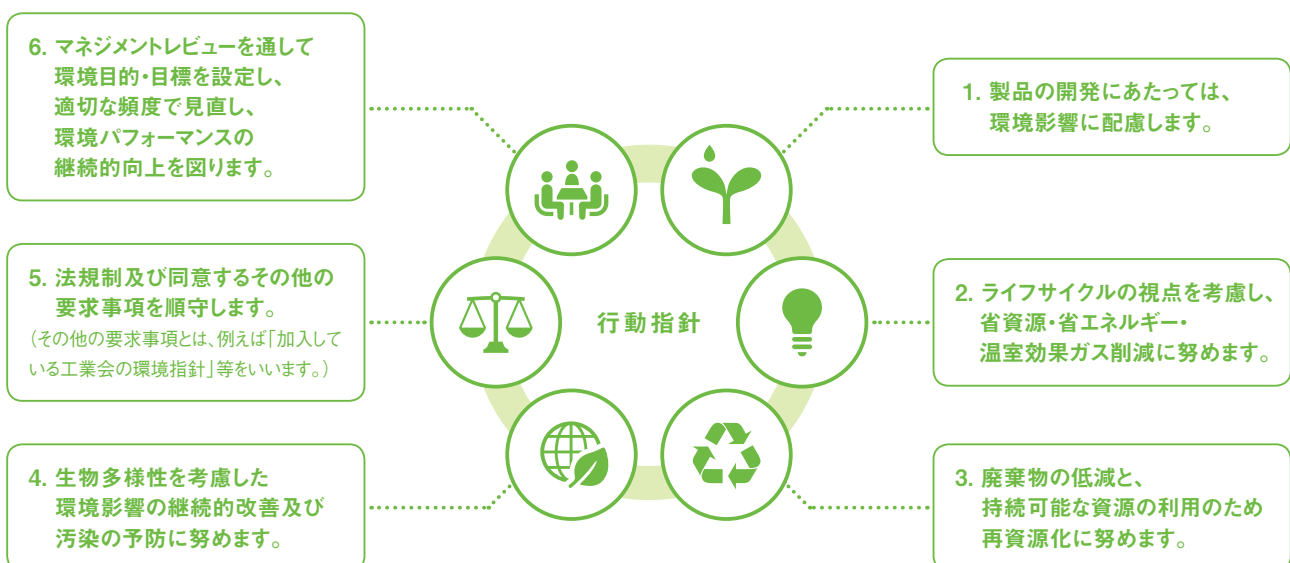 6. マネジメントレビューを通して
環境目的・目標を設定し、
適切な頻度で見直し、
環境パフォーマンスの
継続的向上を図ります。
1. 製品の開発にあたっては、
環境影響に配慮します。
5. 法規制及び同意するその他の
要求事項を順守します。
（その他の要求事項とは、例えば「加入して
いる工業会の環境指針」等をいいます。）
行動指針
2. ライフサイクルの視点を考慮し、
省資源・省エネルギー・
温室効果ガス削減に努めます。
4. 生物多様性を考慮した
環境影響の継続的改善及び
汚染の予防に努めます。
3. 廃棄物の低減と、
持続可能な資源の利用のため
再資源化に努めます。